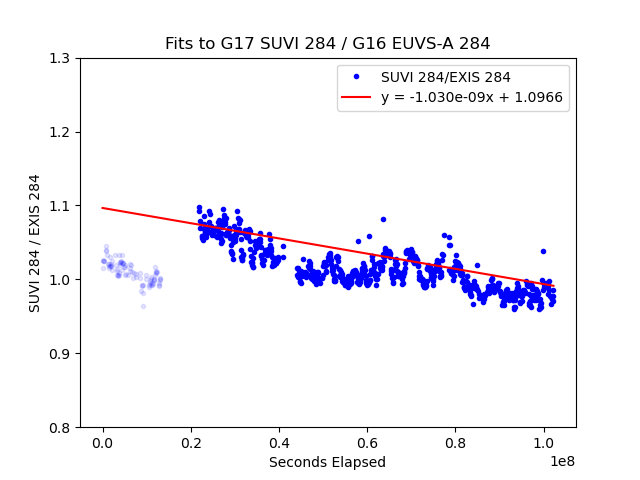 Fits to G17 SUVI 284 / G16 EUVS-A 284
SUVI 284/EXIS 284
y = -1.030e-09x + 1.0966
SUVI 284 / EXIS 284
1.3
1.2
1.1
1.0
0.9
0.8
0.0 0.2 0.4 0.6 0.8 1.0
1e8
Seconds Elapsed